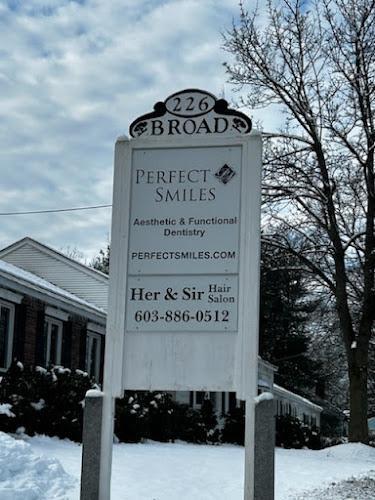 226
BROAD
PERFECT
SMILES
Aesthetic & Functional
Dentistry
PERFECTSMILES.COM
Her & Sir Hair
Salon
603-886-0512